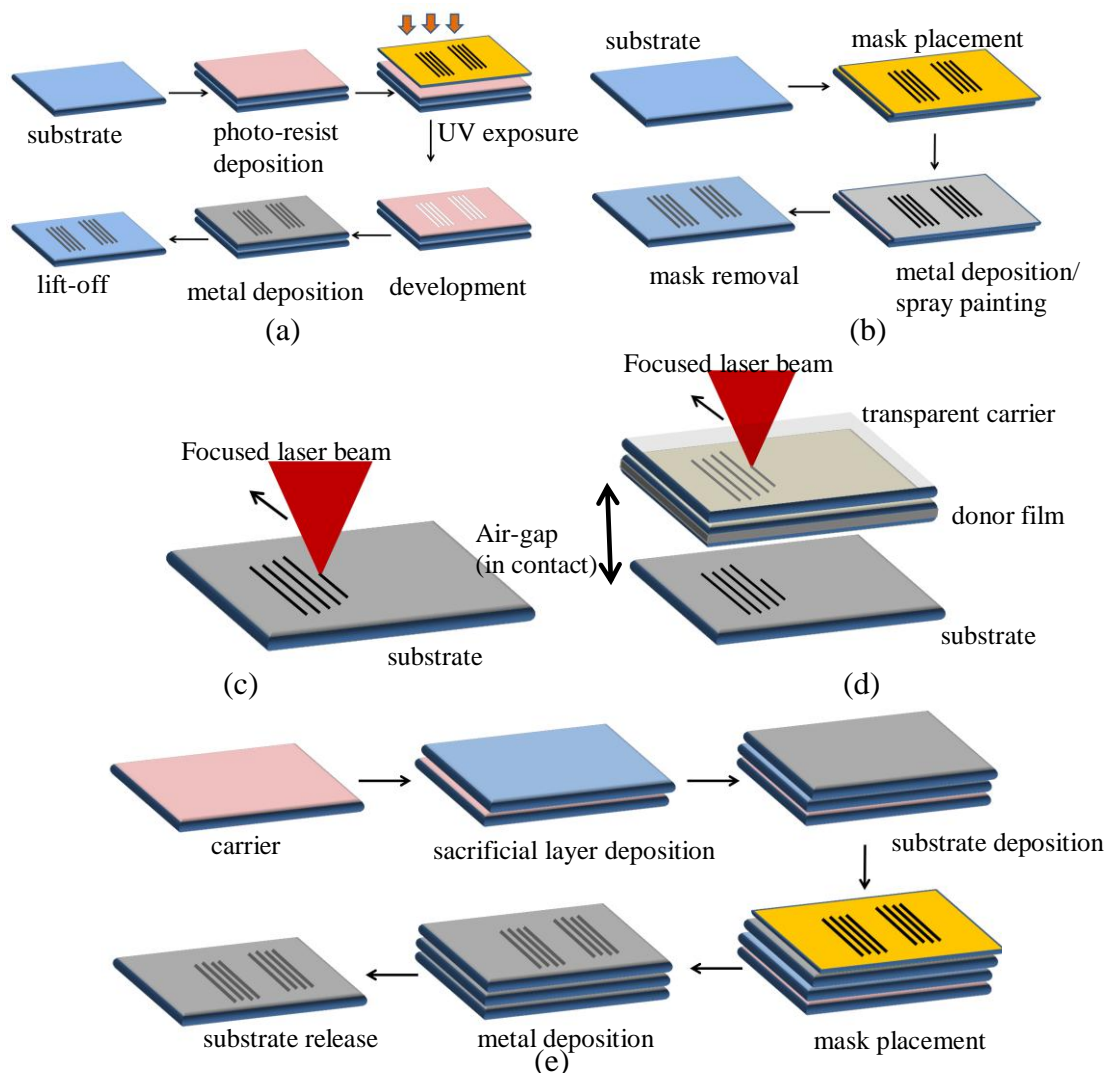 substrate
photo-resist
deposition
UV exposure
lift-off
metal deposition
development
(a)
substrate
mask placement
mask removal
metal deposition/
spray painting
(b)
Focused laser beam
substrate
(c)
Focused laser beam
transparent carrier
donor film
Air-gap
(in contact)
substrate
(d)
carrier
sacrificial layer deposition
substrate deposition
substrate release
metal deposition
mask placement
(e)